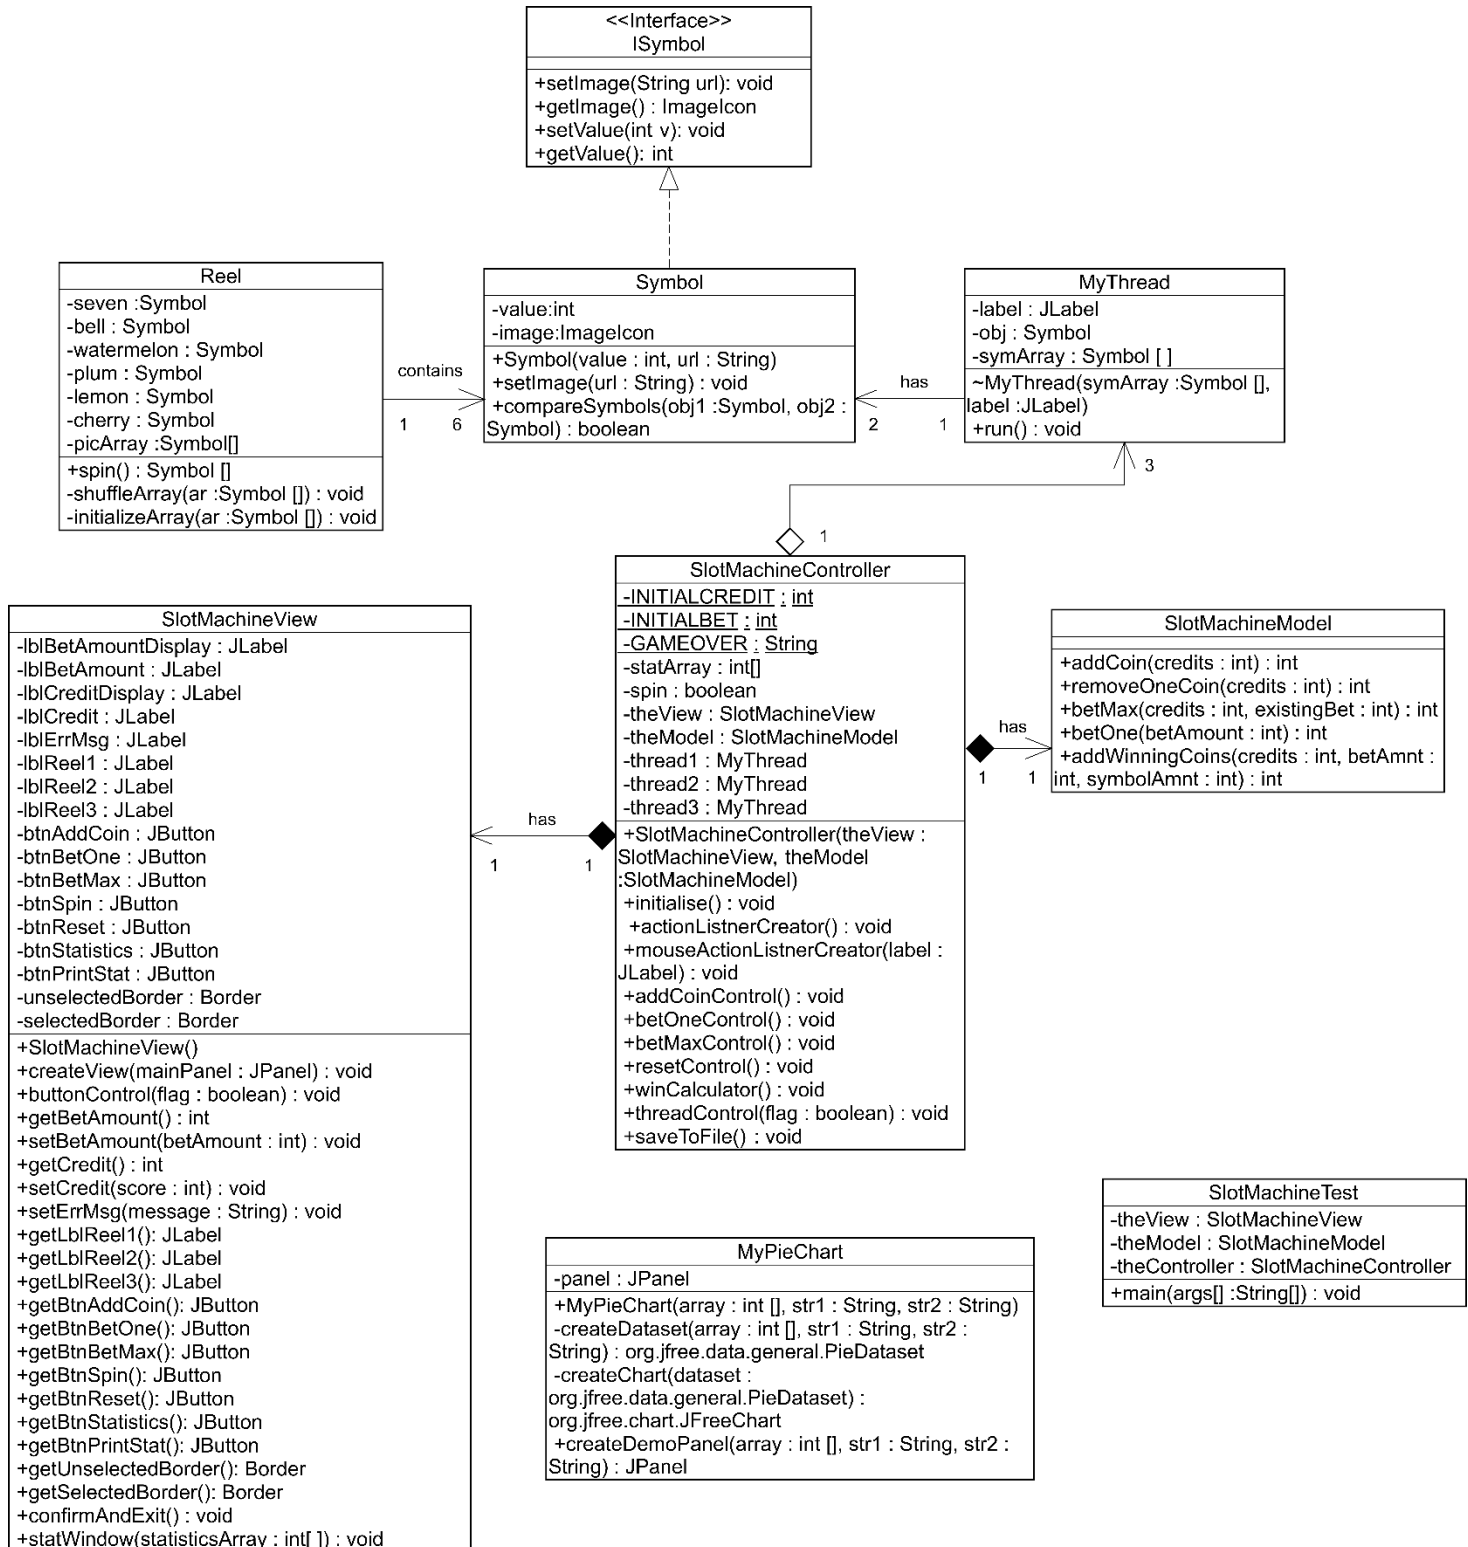 <<Interface>>
ISymbol
+setImage(String url): void
+getImage() : ImageIcon
+setValue(int v): void
+getValue(): int
Reel
-seven :Symbol
-bell : Symbol
-watermelon : Symbol
-plum : Symbol
-lemon : Symbol
-cherry : Symbol
-picArray :Symbol[]
+spin() : Symbol []
-shuffleArray(ar :Symbol []) : void
-initializeArray(ar :Symbol []) : void
contains
1
6
Symbol
-value:int
-image:ImageIcon
+Symbol(value : int, url : String)
+setImage(url : String) : void
+compareSymbols(obj1 :Symbol, obj2 :
Symbol) : boolean
has
2
1
MyThread
-label : JLabel
-obj : Symbol
-symArray : Symbol [ ]
~MyThread(symArray :Symbol [],
label :JLabel)
+run() : void
3
1
SlotMachineController
-INITIALCREDIT : int
-INITIALBET : int
-GAMEOVER : String
-statArray : int[]
-spin : boolean
-theView : SlotMachineView
-theModel : SlotMachineModel
-thread1 : MyThread
-thread2 : MyThread
-thread3 : MyThread
+SlotMachineController(theView :
SlotMachineView, theModel
:SlotMachineModel)
+initialise() : void
+actionListnerCreator() : void
+mouseActionListnerCreator(label :
JLabel) : void
+addCoinControl() : void
+betOneControl() : void
+betMaxControl() : void
+resetControl() : void
+winCalculator() : void
+threadControl(flag : boolean) : void
+saveToFile() : void
has
1
1
SlotMachineModel
+addCoin(credits : int) : int
+removeOneCoin(credits : int) : int
+betMax(credits : int, existingBet : int) : int
+betOne(betAmount : int) : int
+addWinningCoins(credits : int, betAmnt :
int, symbolAmnt : int) : int
has
1
1
SlotMachineView
-lblBetAmountDisplay : JLabel
-lblBetAmount : JLabel
-lblCreditDisplay : JLabel
-lblCredit : JLabel
-lblErrMsg : JLabel
-lblReel1 : JLabel
-lblReel2 : JLabel
-lblReel3 : JLabel
-btnAddCoin : JButton
-btnBetOne : JButton
-btnBetMax : JButton
-btnSpin : JButton
-btnReset : JButton
-btnStatistics : JButton
-btnPrintStat : JButton
-unselectedBorder : Border
-selectedBorder : Border
+SlotMachineView()
+createView(mainPanel : JPanel) : void
+buttonControl(flag : boolean) : void
+getBetAmount() : int
+setBetAmount(betAmount : int) : void
+getCredit() : int
+setCredit(score : int) : void
+setErrMsg(message : String) : void
+getLblReel1(): JLabel
+getLblReel2(): JLabel
+getLblReel3(): JLabel
+getBtnAddCoin(): JButton
+getBtnBetOne(): JButton
+getBtnBetMax(): JButton
+getBtnSpin(): JButton
+getBtnReset(): JButton
+getBtnStatistics(): JButton
+getBtnPrintStat(): JButton
+getUnselectedBorder(): Border
+getSelectedBorder(): Border
+confirmAndExit() : void
+statWindow(statisticsArray : int[ ]) : void
MyPieChart
-panel : JPanel
+MyPieChart(array : int [], str1 : String, str2 : String)
-createDataset(array : int [], str1 : String, str2 :
String) : org.jfree.data.general.PieDataset
-createChart(dataset :
org.jfree.data.general.PieDataset) :
org.jfree.chart.JFreeChart
+createDemoPanel(array : int [], str1 : String, str2 :
String) : JPanel
SlotMachineTest
-theView : SlotMachineView
-theModel : SlotMachineModel
-theController : SlotMachineController
+main(args[] :String[]) : void